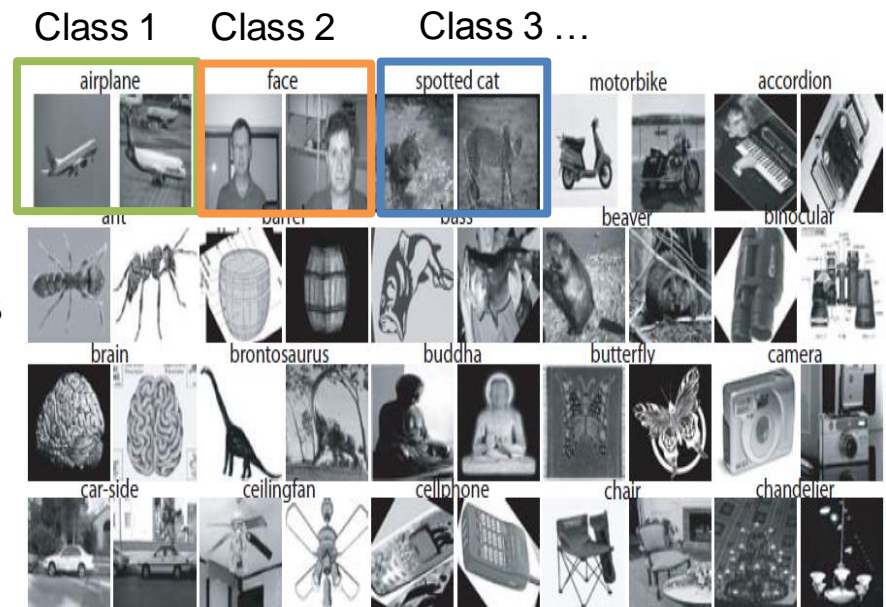 Class 1 Class 2 Class 3 …
airplane face spotted cat motorbike accordion
ant barrel bass beaver binocular
brain brontosaurus buddha butterfly camera
car-side ceilingfan cellphone chair chandelier